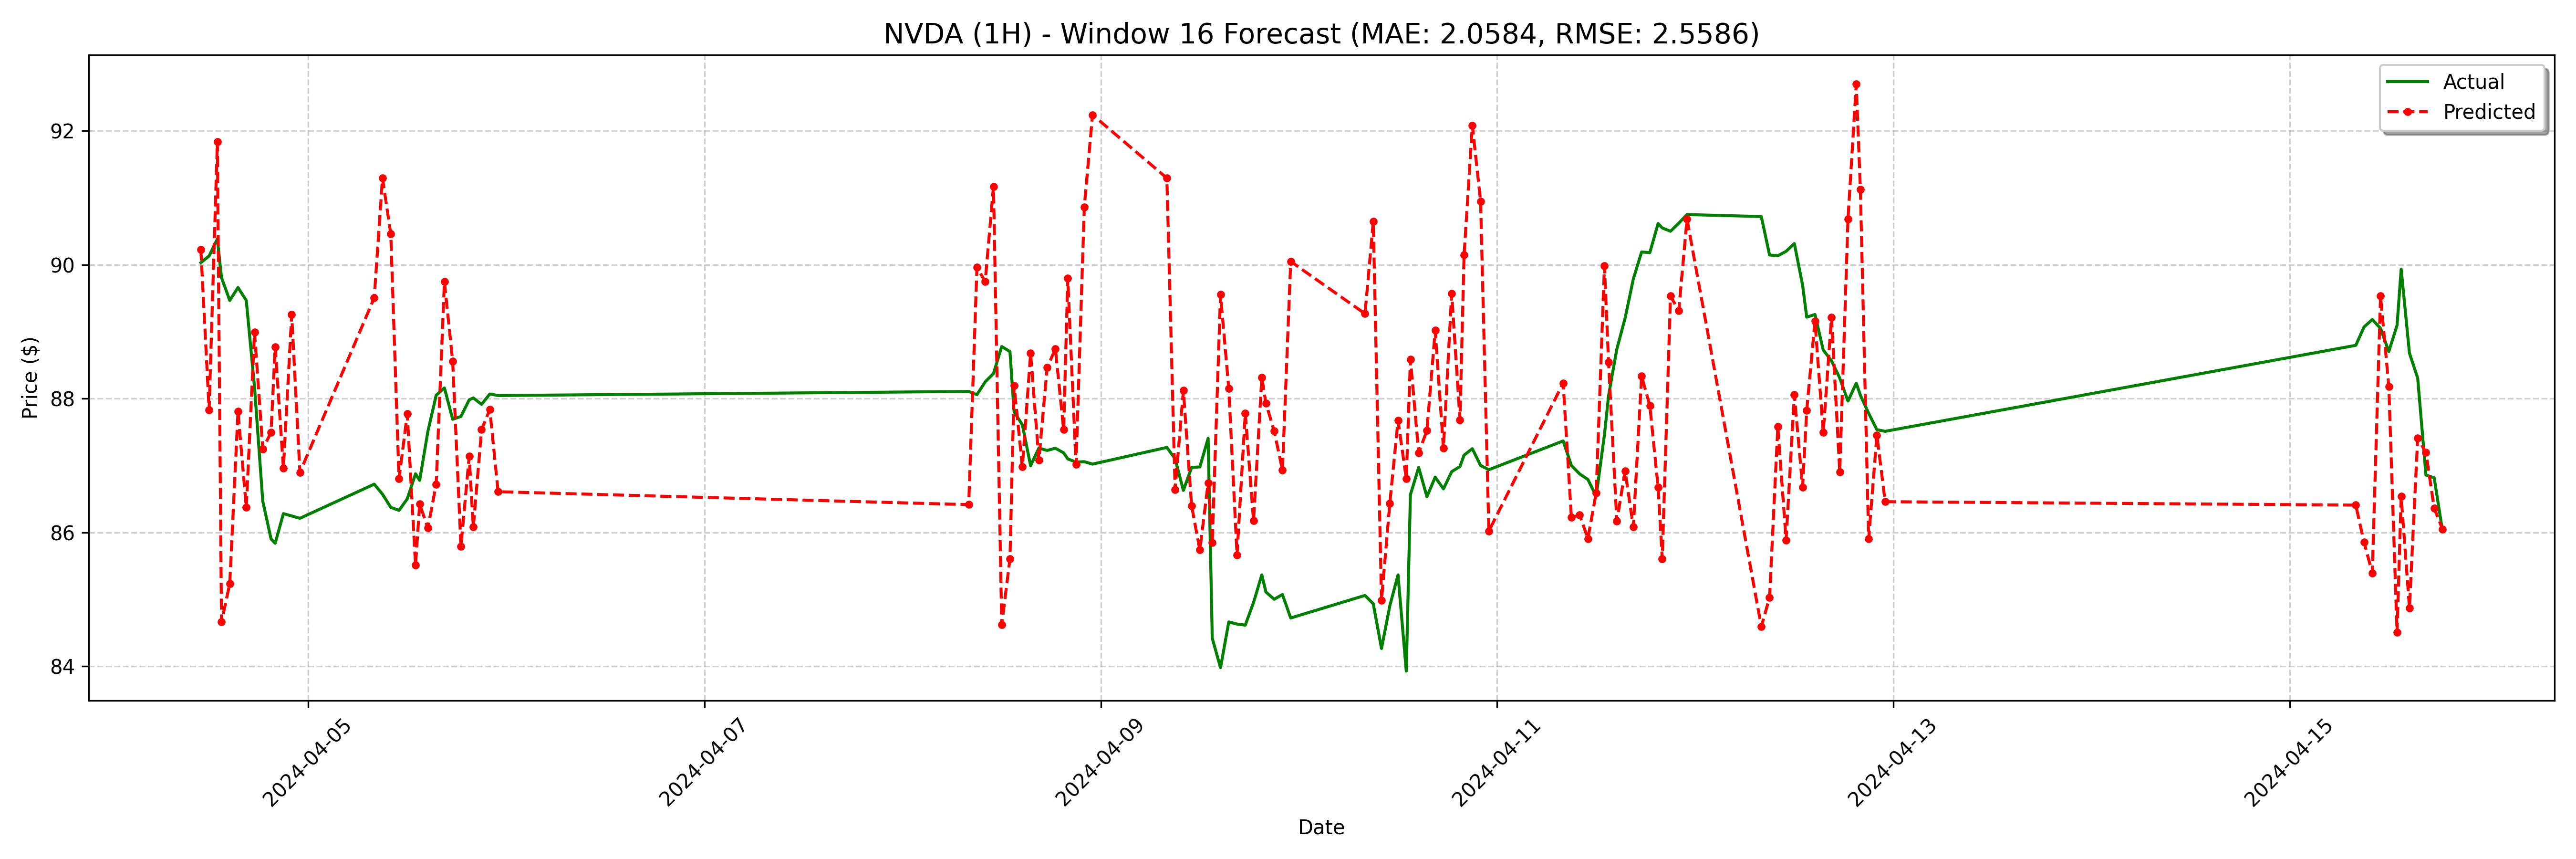 NVDA (1H) - Window 16 Forecast (MAE: 2.0584, RMSE: 2.5586)
Actual
Predicted
Price ($)
92
90
88
86
84
2024-04-05
2024-04-07
2024-04-09
2024-04-11
2024-04-13
2024-04-15
Date